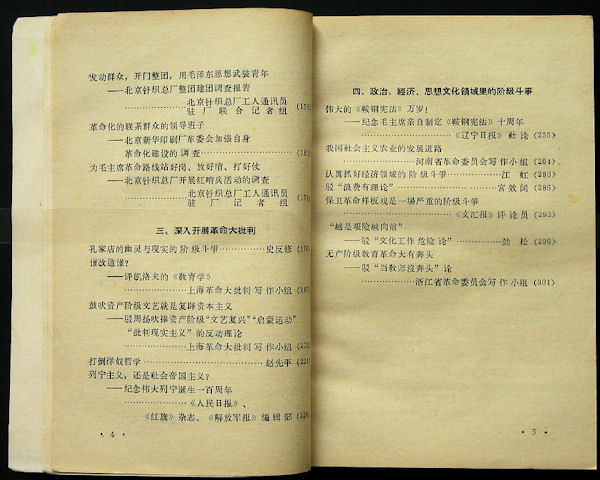 发动群众，开门整团，用毛泽东思想武装青年
——北京针织总厂整团建团调查报告
北京针织总厂工人通讯员
驻厂联合记者组
革命化的联系群众的领导班子
——北京新华印刷厂革委会加强自身
革命化建设的调查
为毛主席革命路线站好岗、放好哨、打好仗
——北京针织总厂开展红哨兵活动的调查
北京针织总厂工人通讯员
驻厂记者组
三、深入开展革命大批判
孔家店的幽灵与现实的阶级斗争……史反修
谁改造谁？
——评凯洛夫的《教育学》
上海革命大批判写作小组
鼓吹资产阶级文艺就是复辟资本主义
——驳周扬吹捧资产阶级“文艺复兴”“启蒙运动”
“批判现实主义”的反动理论
……上海革命大批判写作小组
打倒洋奴哲学……赵先平
列宁主义，还是社会帝国主义？
——纪念伟大列宁诞生一百周年
……《人民日报》、
《红旗》杂志、《解放军报》编辑部
· 4 ·
四、政治、經济、思想文化領域里的阶級斗爭
伟大的《鞍钢宪法》万岁！
——纪念毛主席亲自制定《鞍钢宪法》十周年
……《辽宁日报》社论（255）
我国社会主义农业的发展道路
……河南省革命委员会写作小组（264）
认真抓好经济领域的阶级斗争……江虹（280）
驳“浪费有理论”……宫效闻（286）
保卫革命样板戏是一場严重的阶级斗爭
……《文汇报》评论员（292）
“越是艰险越向前”
——驳“文化工作危险论”……劲松（296）
无产阶级教育革命大有奔头
——驳“当教师没奔头”论
……浙江省革命委员会写作小组（301）
· 5 ·